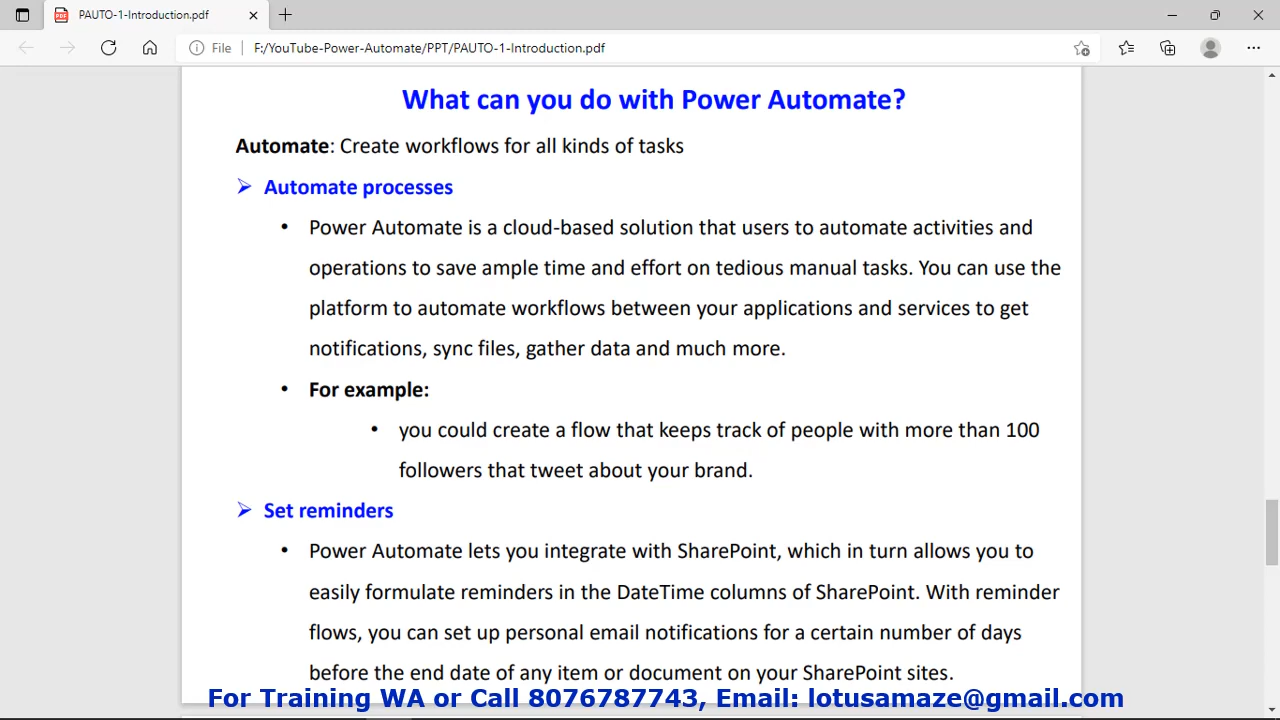 PAUTO-1-Introduction.pdf
File
F:/YouTube-Power-Automate/PPT/PAUTO-1-Introduction.pdf
What can you do with Power Automate?
Automate: Create workflows for all kinds of tasks
➢ Automate processes
• Power Automate is a cloud-based solution that users to automate activities and
operations to save ample time and effort on tedious manual tasks. You can use the
platform to automate workflows between your applications and services to get
notifications, sync files, gather data and much more.
• For example:
• you could create a flow that keeps track of people with more than 100
followers that tweet about your brand.
➢ Set reminders
• Power Automate lets you integrate with SharePoint, which in turn allows you to
easily formulate reminders in the DateTime columns of SharePoint. With reminder
flows, you can set up personal email notifications for a certain number of days
before the end date of any item or document on your SharePoint sites.
For Training WA or Call 8076787743, Email: lotusamaze@gmail.com